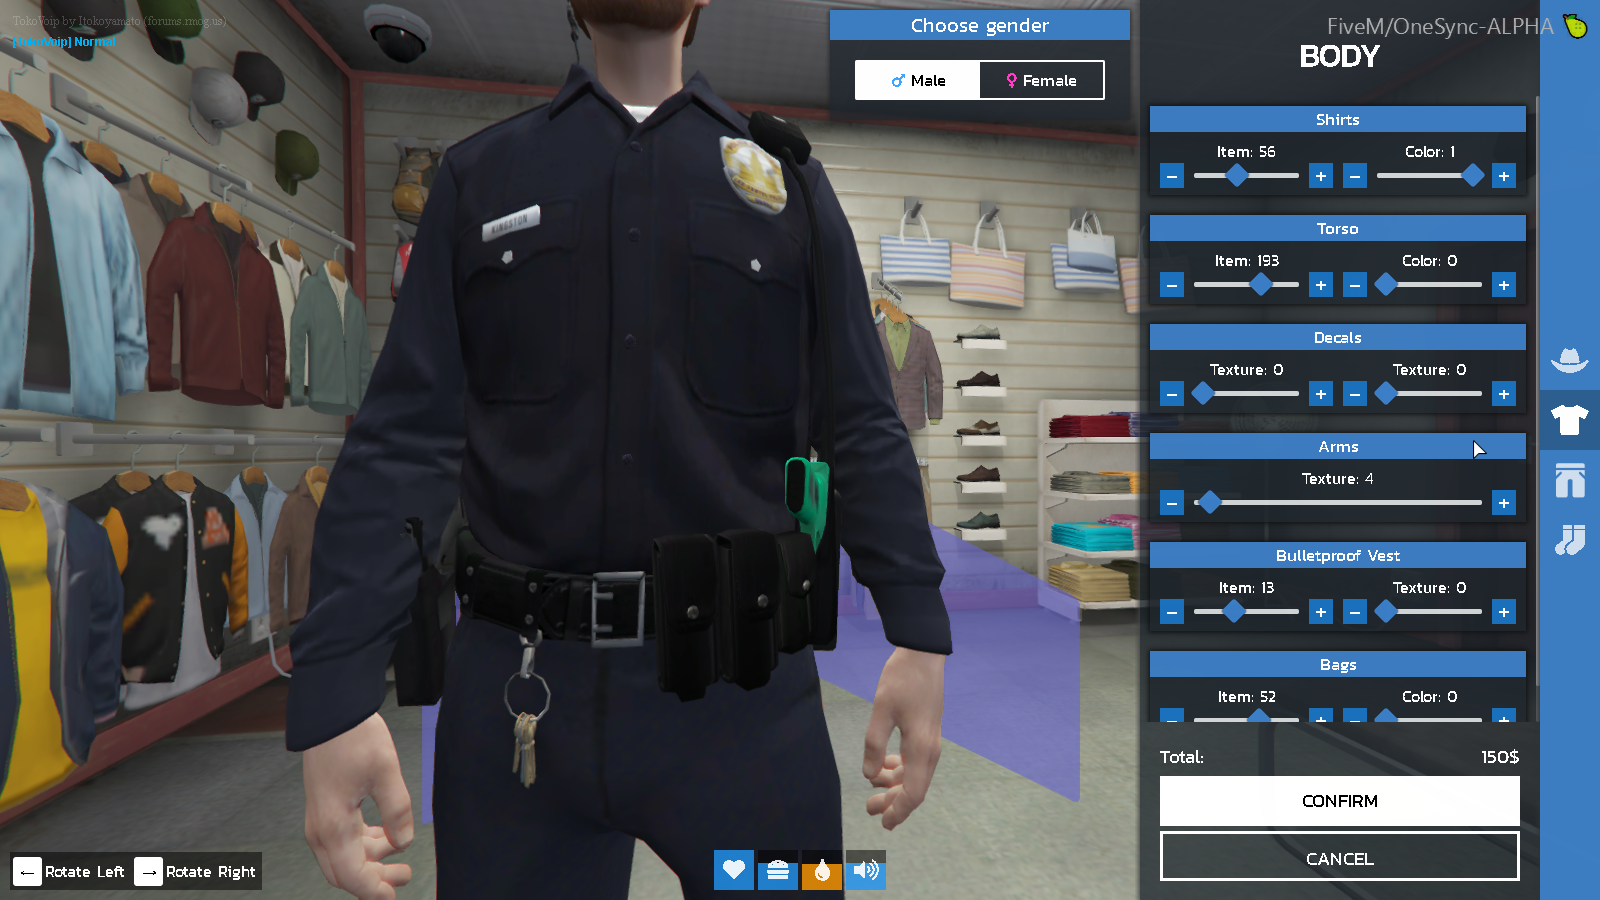 TokoVoip by Itokoyamato (forums.rmog.us)
[TokoVoip] Normal
Choose gender
Male
Female
FiveM/OneSync-ALPHA
BODY
Shirts
Item: 56
Color: 1
Torso
Item: 193
Color: 0
Decals
Texture: 0
Texture: 0
Arms
Texture: 4
Bulletproof Vest
Item: 13
Texture: 0
Bags
Item: 52
Color: 0
Total:
150$
CONFIRM
CANCEL
KINGSTON
← Rotate Left → Rotate Right